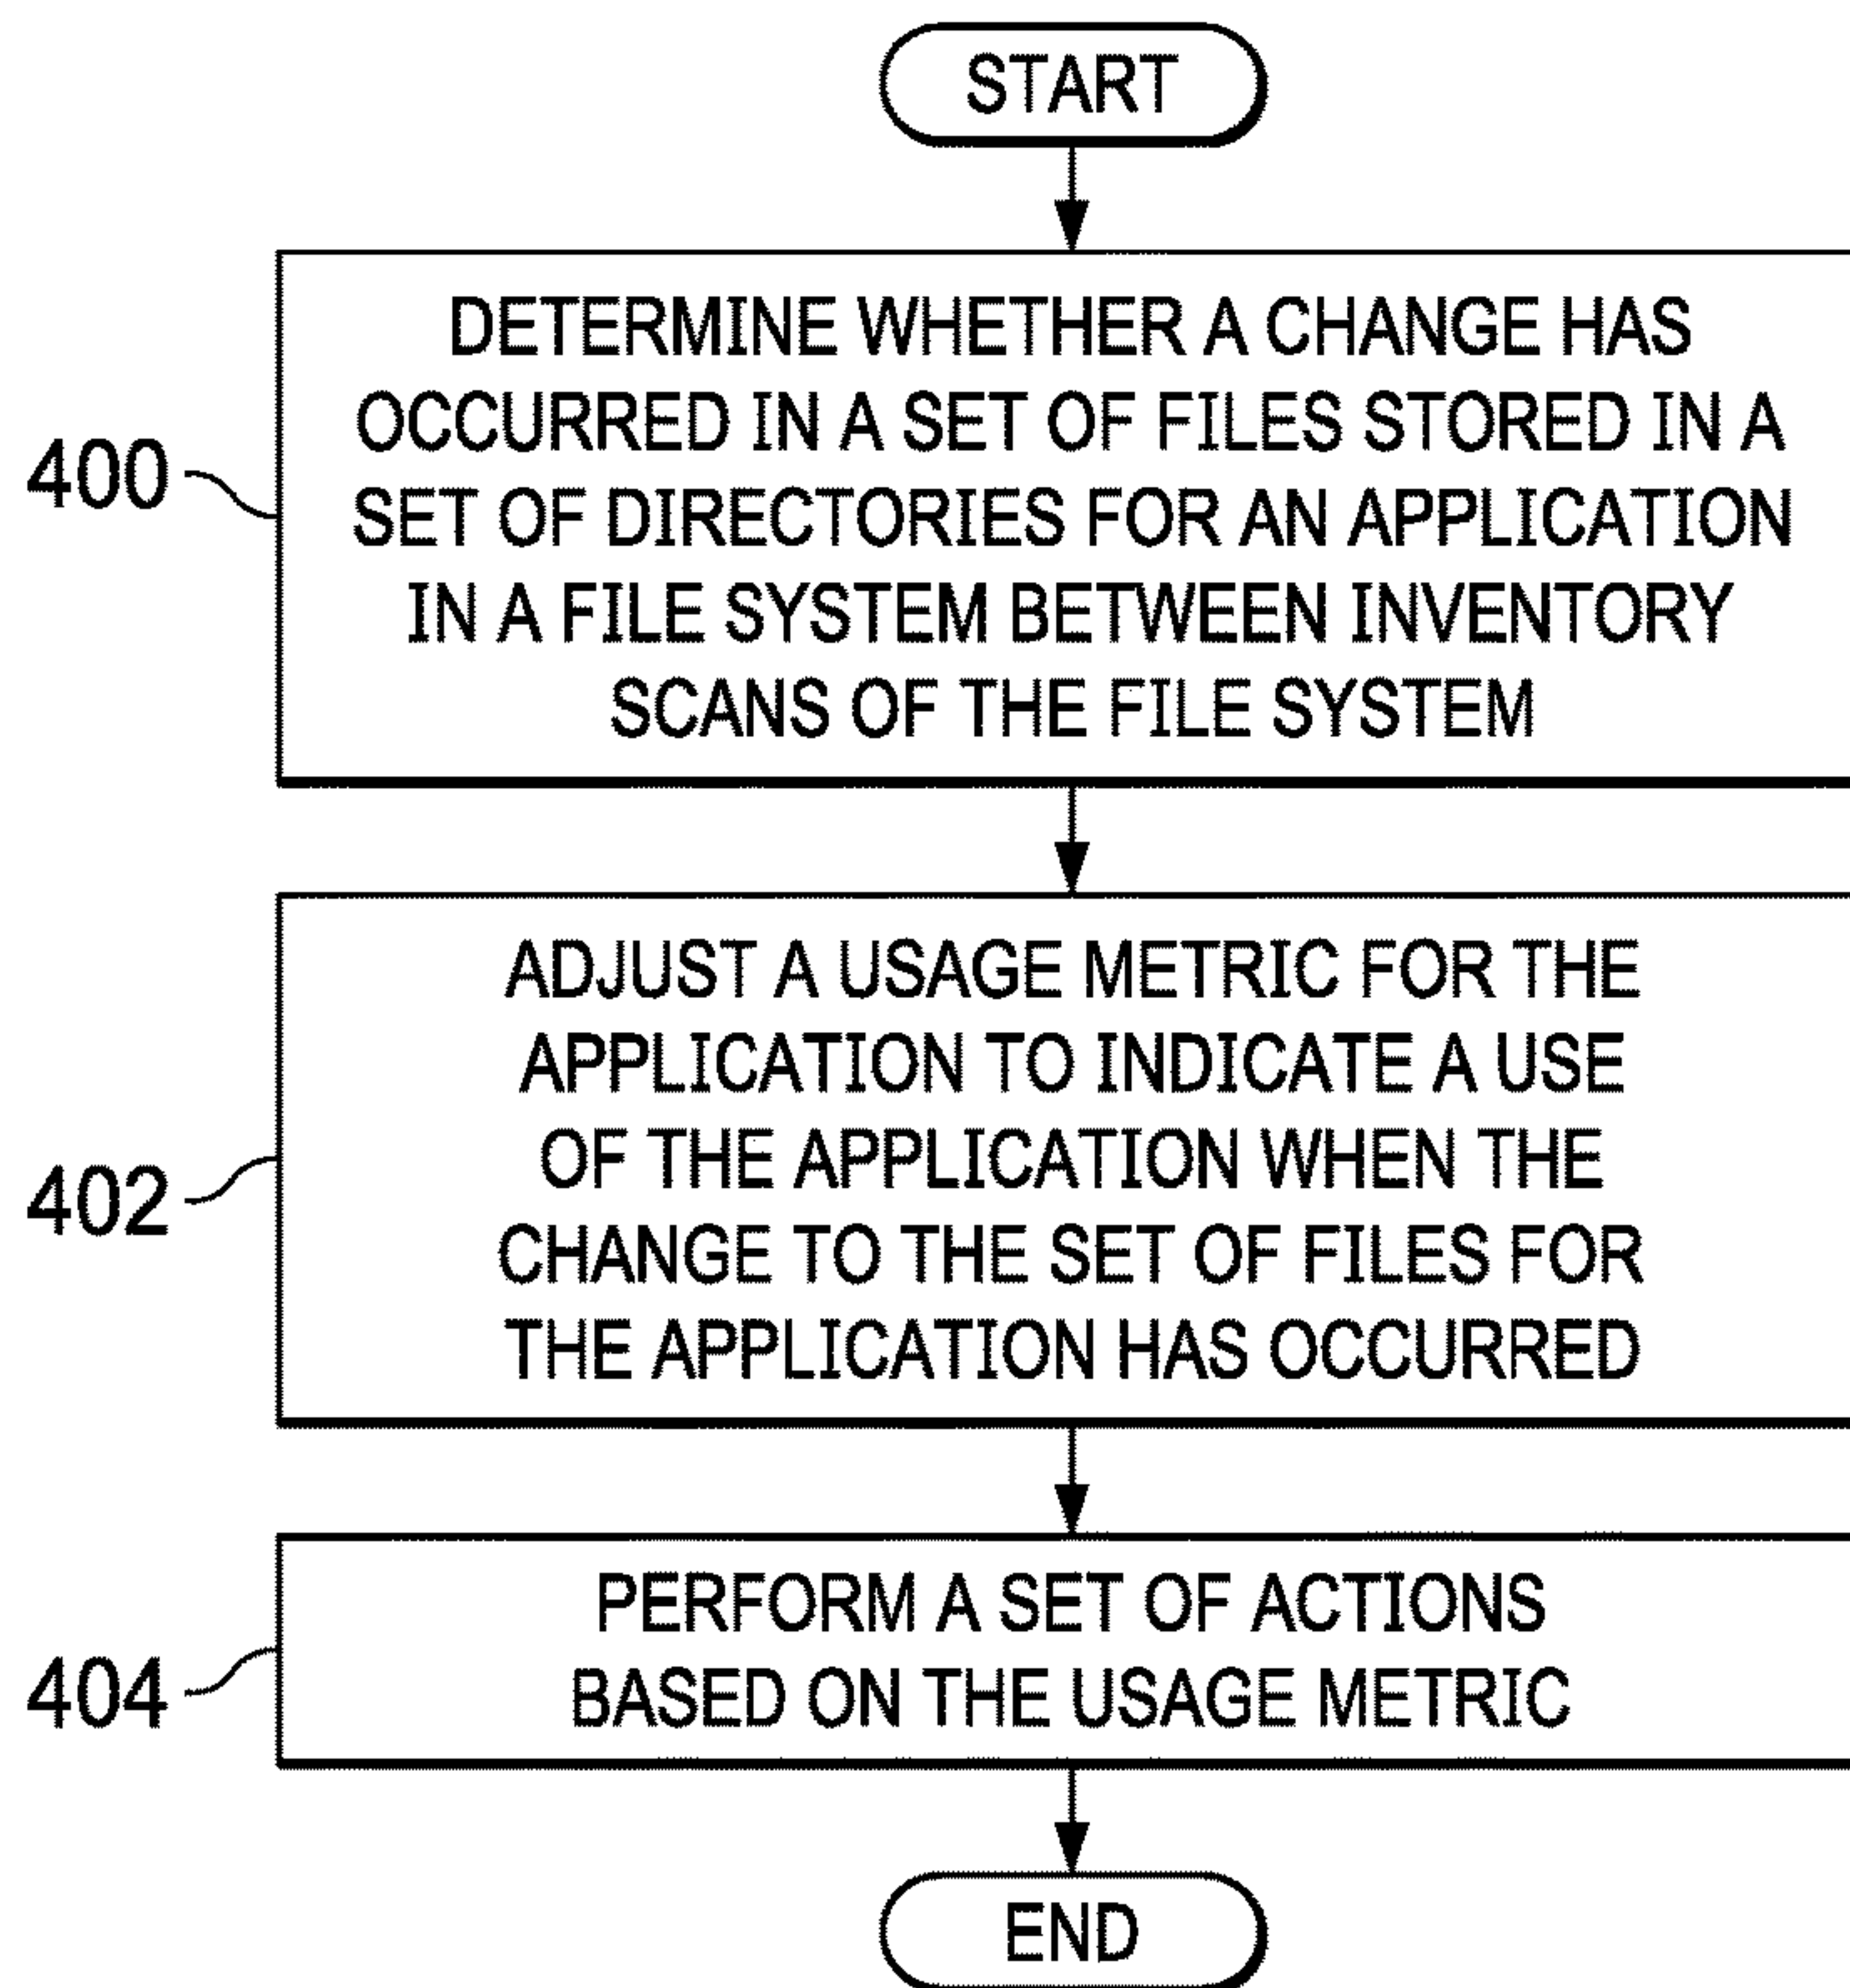 START
DETERMINE WHETHER A CHANGE HAS
OCCURRED IN A SET OF FILES STORED IN A
SET OF DIRECTORIES FOR AN APPLICATION
IN A FILE SYSTEM BETWEEN INVENTORY
SCANS OF THE FILE SYSTEM
400
ADJUST A USAGE METRIC FOR THE
APPLICATION TO INDICATE A USE
OF THE APPLICATION WHEN THE
CHANGE TO THE SET OF FILES FOR
THE APPLICATION HAS OCCURRED
402
PERFORM A SET OF ACTIONS
BASED ON THE USAGE METRIC
404
END